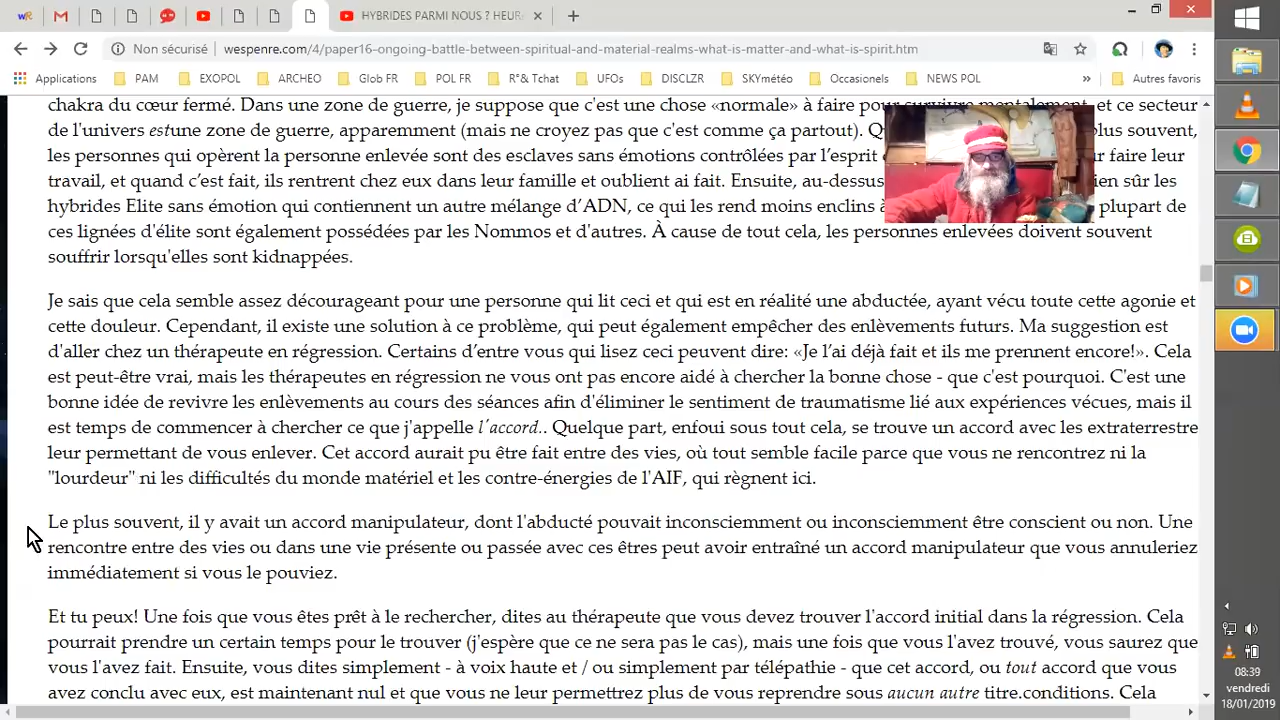 HYBRIDES PARMI NOUS ? HEUR
Non sécurisé
wespenre.com/4/paper16-ongoing-battle-between-spiritual-and-material-realms-what-is-matter-and-what-is-spirit.htm
Applications PAM EXOPOL ARCHEO Glob FR POL FR R°& Tchat UFOs DISCLZR SKYmétéo Occasionels NEWS POL » Autres favoris
chakra du cœur fermé. Dans une zone de guerre, je suppose que c'est une chose «normale» à faire pour survivre mentalement, et ce secteur
de l'univers estune zone de guerre, apparemment (mais ne croyez pas que c'est comme ça partout). plus souvent,
les personnes qui opèrent la personne enlevée sont des esclaves sans émotions contrôlées par l'esprit ur faire leur
travail, et quand c'est fait, ils rentrent chez eux dans leur famille et oublient ai fait. Ensuite, au-dessus ien sûr les
hybrides Elite sans émotion qui contiennent un autre mélange d'ADN, ce qui les rend moins enclins à plupart de
ces lignées d'élite sont également possédées par les Nommos et d'autres. À cause de tout cela, les personnes enlevées doivent souvent
souffrir lorsqu'elles sont kidnappées.
Je sais que cela semble assez décourageant pour une personne qui lit ceci et qui est en réalité une abductée, ayant vécu toute cette agonie et
cette douleur. Cependant, il existe une solution à ce problème, qui peut également empêcher des enlèvements futurs. Ma suggestion est
d'aller chez un thérapeute en régression. Certains d'entre vous qui lisez ceci peuvent dire: «Je l'ai déjà fait et ils me prennent encore!». Cela
est peut-être vrai, mais les thérapeutes en régression ne vous ont pas encore aidé à chercher la bonne chose - que c'est pourquoi. C'est une
bonne idée de revivre les enlèvements au cours des séances afin d'éliminer le sentiment de traumatisme lié aux expériences vécues, mais il
est temps de commencer à chercher ce que j'appelle l'accord.. Quelque part, enfoui sous tout cela, se trouve un accord avec les extraterrestre
leur permettant de vous enlever. Cet accord aurait pu être fait entre des vies, où tout semble facile parce que vous ne rencontrez ni la
"lourdeur" ni les difficultés du monde matériel et les contre-énergies de l'AIF, qui règnent ici.
Le plus souvent, il y avait un accord manipulateur, dont l'abducté pouvait inconsciemment ou inconsciemment être conscient ou non. Une
rencontre entre des vies ou dans une vie présente ou passée avec ces êtres peut avoir entraîné un accord manipulateur que vous annuleriez
immédiatement si vous le pouviez.
Et tu peux! Une fois que vous êtes prêt à le rechercher, dites au thérapeute que vous devez trouver l'accord initial dans la régression. Cela
pourrait prendre un certain temps pour le trouver (j'espère que ce ne sera pas le cas), mais une fois que vous l'avez trouvé, vous saurez que
vous l'avez fait. Ensuite, vous dites simplement - à voix haute et / ou simplement par télépathie - que cet accord, ou tout accord que vous
avez conclu avec eux, est maintenant nul et que vous ne leur permettrez plus de vous reprendre sous aucun autre titre.conditions. Cela
08:39
vendredi
18/01/2019